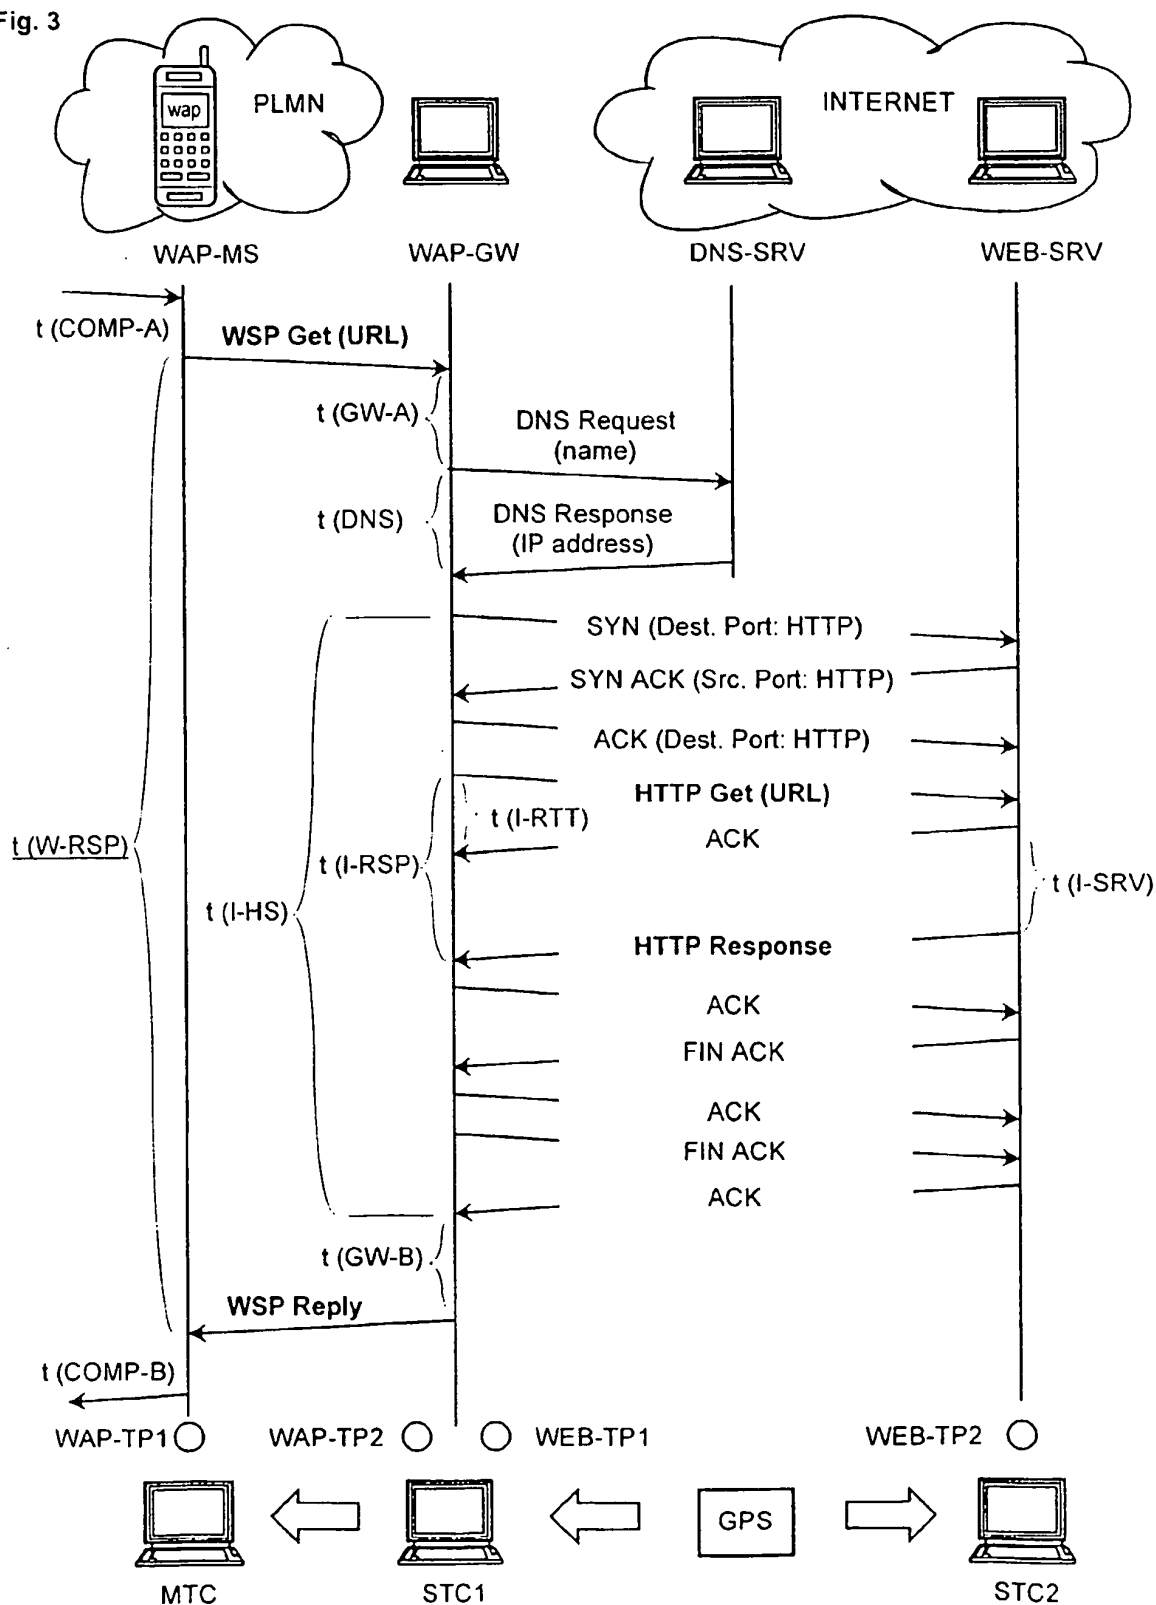 Fig. 3
wap
PLMN
INTERNET
WAP-MS
WAP-GW
DNS-SRV
WEB-SRV
t (COMP-A)
WSP Get (URL)
t (GW-A)
DNS Request
(name)
t (DNS)
DNS Response
(IP address)
SYN (Dest. Port: HTTP)
SYN ACK (Src. Port: HTTP)
ACK (Dest. Port: HTTP)
HTTP Get (URL)
t (I-RTT)
ACK
t (W-RSP)
t (I-RSP)
t (I-SRV)
t (I-HS)
HTTP Response
ACK
FIN ACK
ACK
FIN ACK
ACK
t (GW-B)
WSP Reply
t (COMP-B)
WAP-TP1
WAP-TP2
WEB-TP1
WEB-TP2
GPS
MTC
STC1
STC2